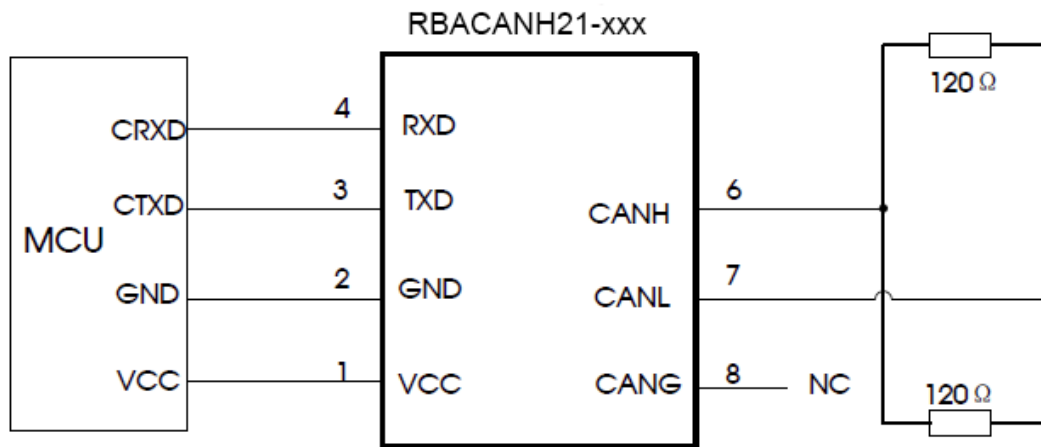 RBACANH21-xxx
120Ω
CRXD 4 RXD
CTXD 3 TXD
CANH 6
MCU
GND 2 GND
CANL 7
VCC 1 VCC
CANG 8 NC
120Ω